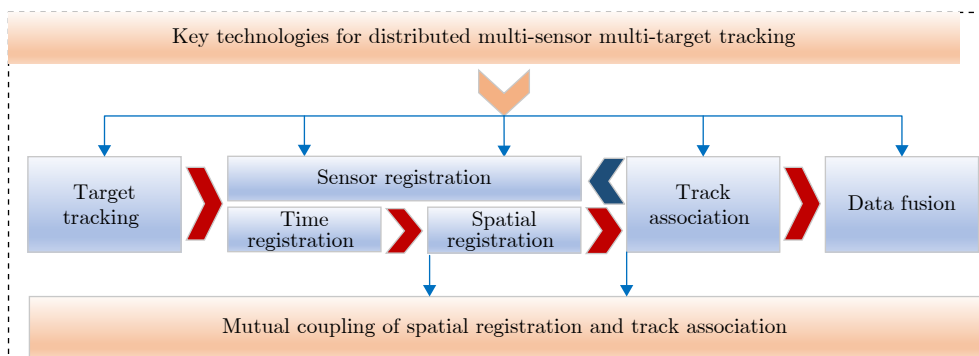 Key technologies for distributed multi-sensor multi-target tracking
Target
tracking
Sensor registration
Time
registration
Spatial
registration
Track
association
Data fusion
Mutual coupling of spatial registration and track association